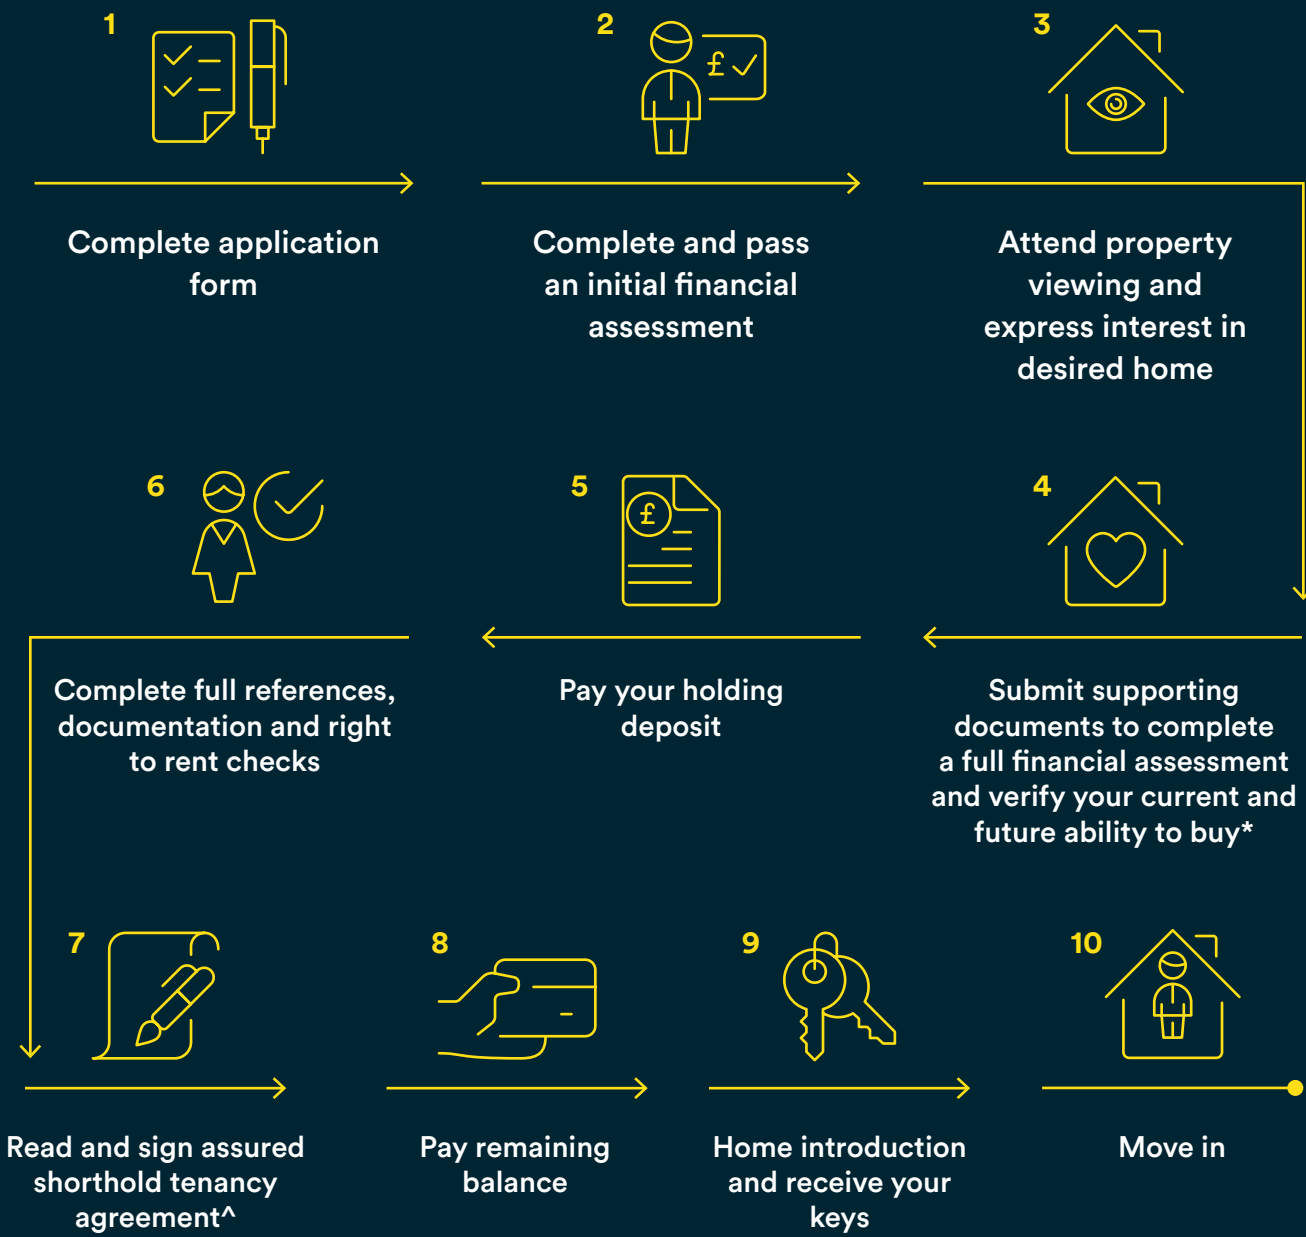 1
Complete application
form
2
£
Complete and pass
an initial financial
assessment
3
Attend property
viewing and
express interest in
desired home
4
Submit supporting
documents to complete
a full financial assessment
and verify your current and
future ability to buy*
5
£
Pay your holding
deposit
6
Complete full references,
documentation and right
to rent checks
7
Read and sign assured
shorthold tenancy
agreement^
8
Pay remaining
balance
9
Home introduction
and receive your
keys
10
Move in